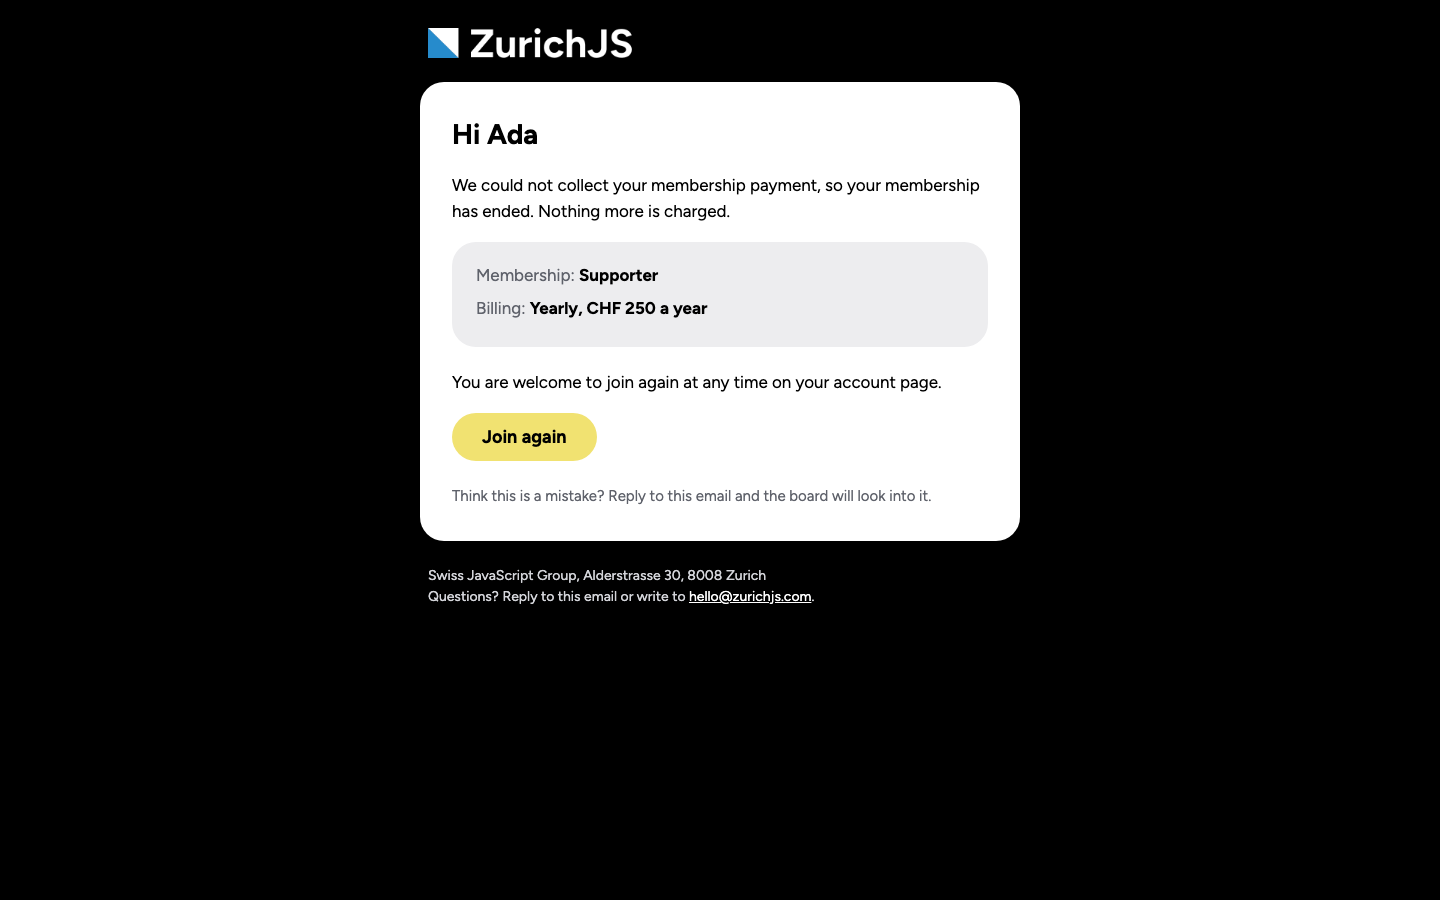 ZurichJS
Hi Ada
We could not collect your membership payment, so your membership
has ended. Nothing more is charged.
Membership: Supporter
Billing: Yearly, CHF 250 a year
You are welcome to join again at any time on your account page.
Join again
Think this is a mistake? Reply to this email and the board will look into it.
Swiss JavaScript Group, Alderstrasse 30, 8008 Zurich
Questions? Reply to this email or write to hello@zurichjs.com.